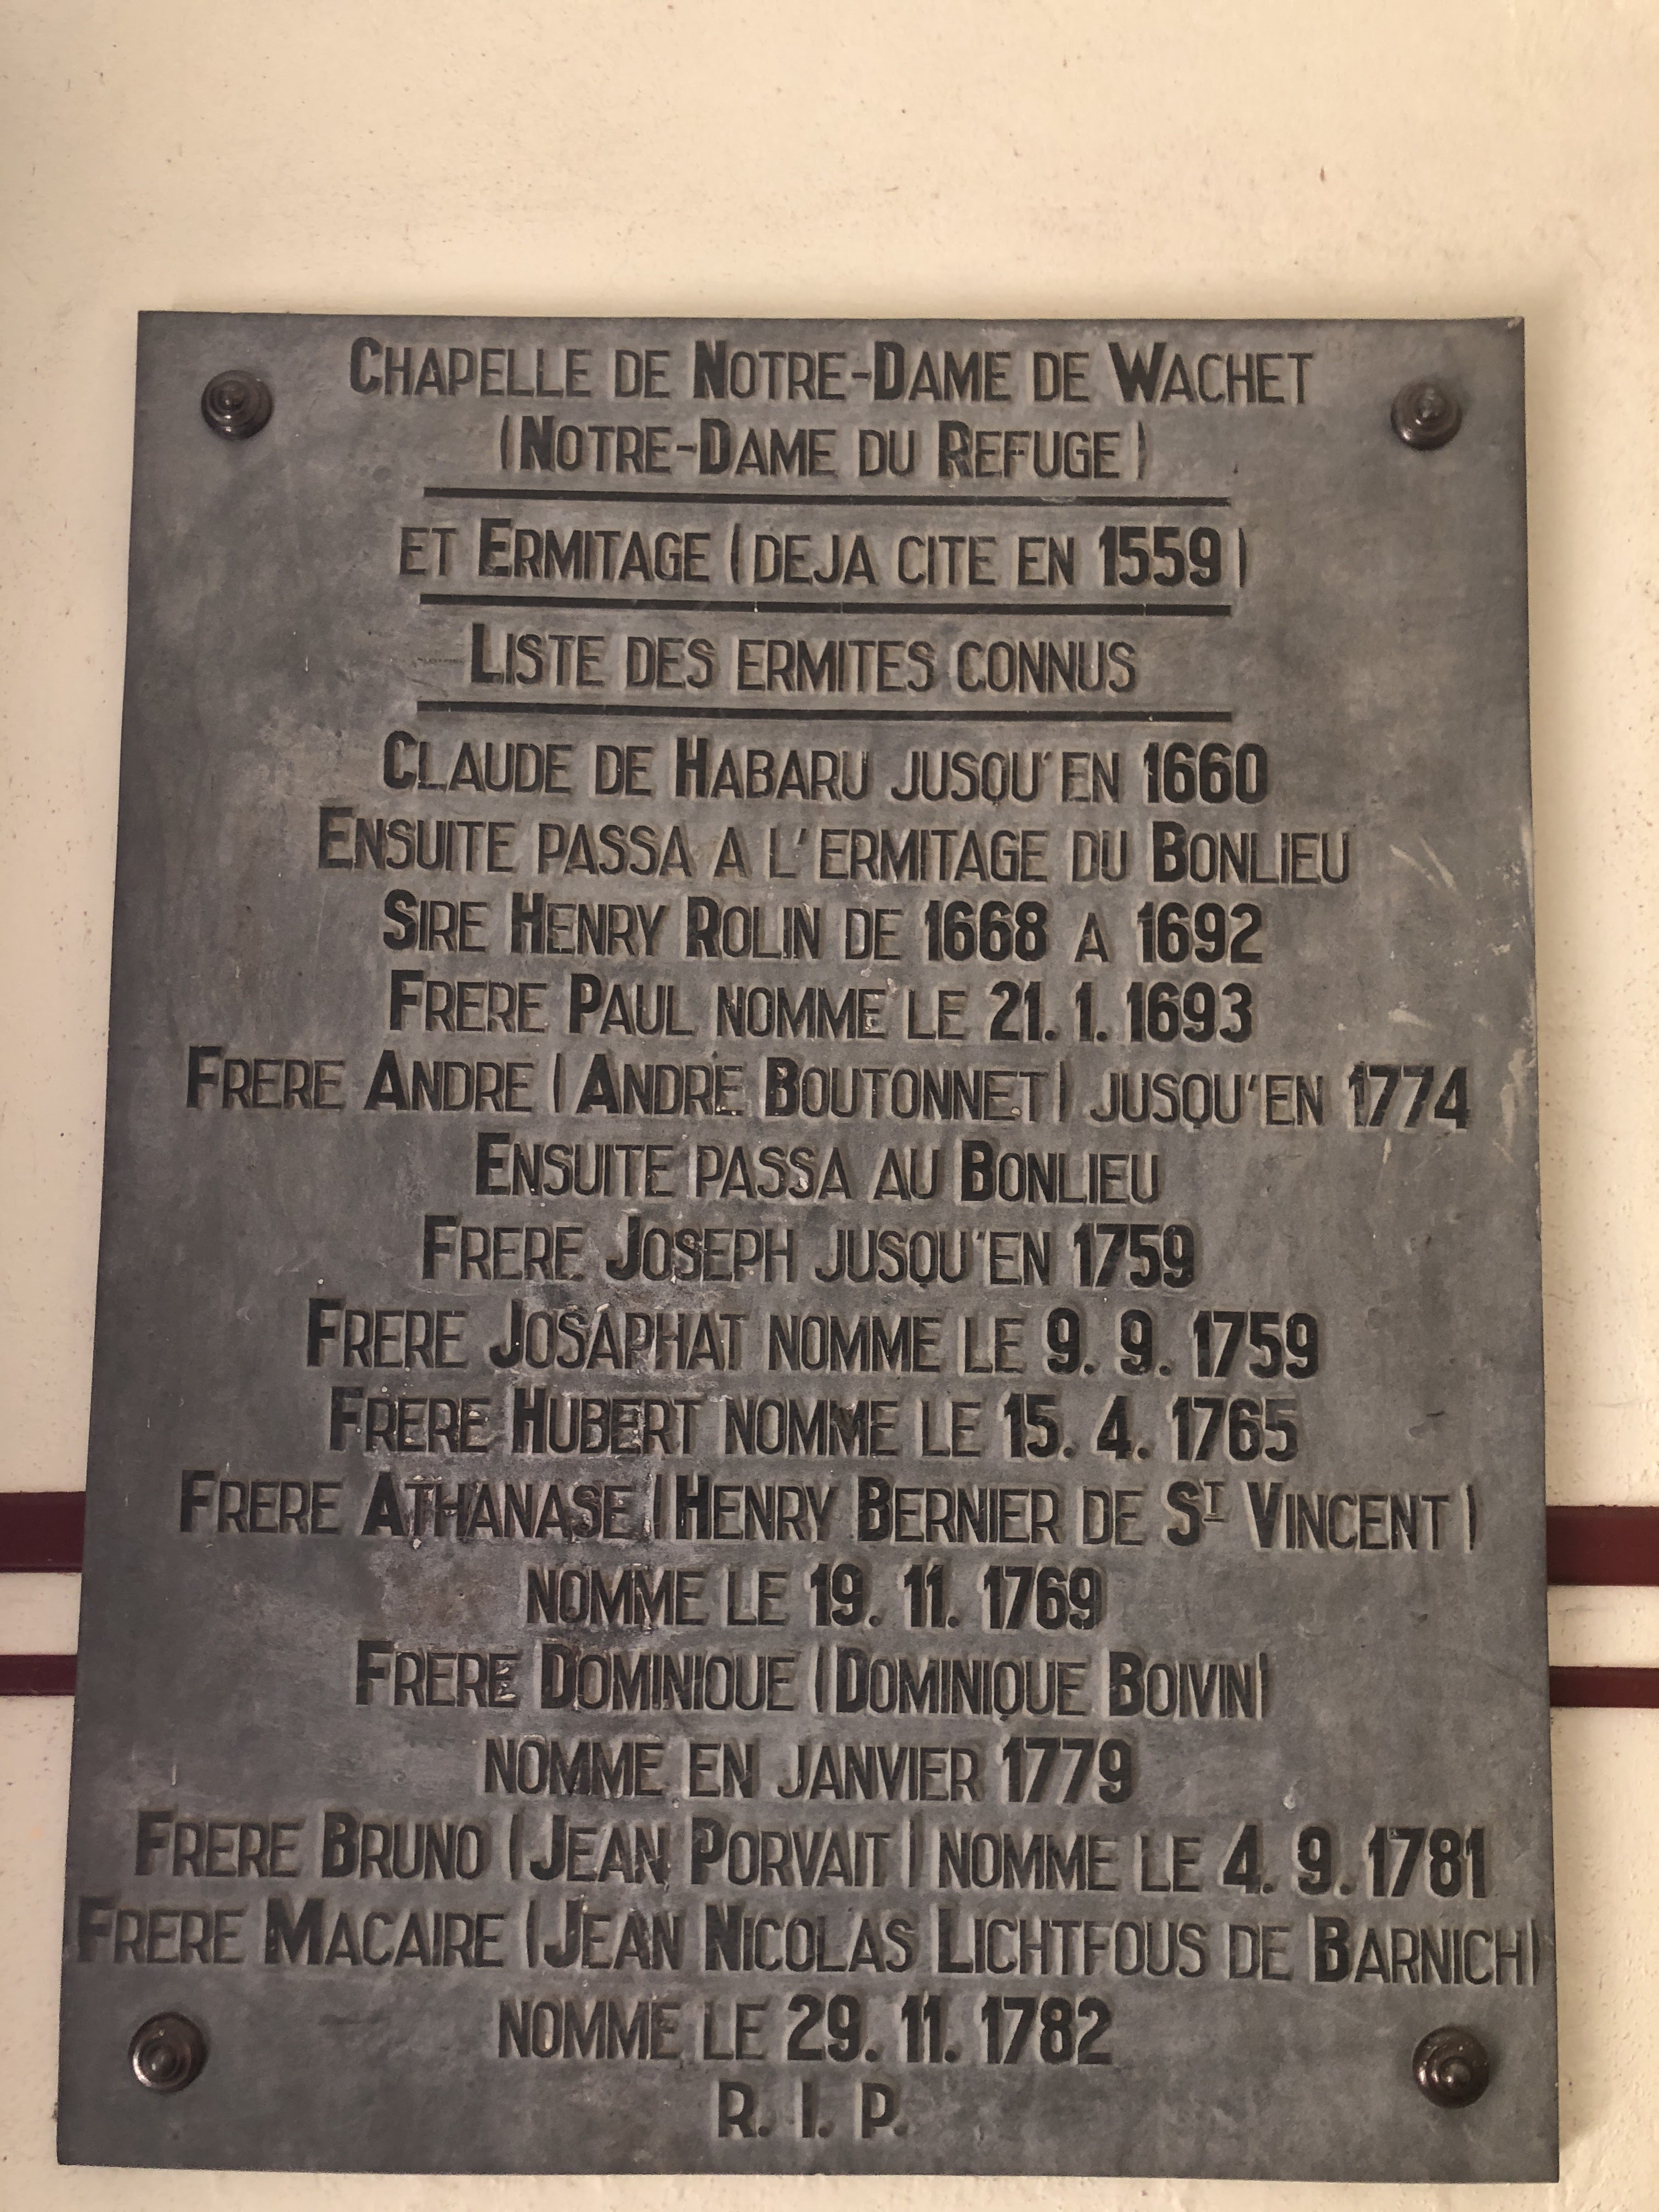 CHAPELLE DE NOTRE-DAME DE WACHET
(NOTRE-DAME DU REFUGE)
ET ERMITAGE (DEJA CITE EN 1559)
LISTE DES ERMITES CONNUS
CLAUDE DE HABARU JUSQU'EN 1660
ENSUITE PASSA A L'ERMITAGE DU BONLIEU
SIRE HENRY ROLIN DE 1668 A 1692
FRERE PAUL NOMME LE 21. 1. 1693
FRERE ANDRE (ANDRE BOUTONNET) JUSQU'EN 1774
ENSUITE PASSA AU BONLIEU
FRERE JOSEPH JUSQU'EN 1759
FRERE JOSAPHAT NOMME LE 9. 9. 1759
FRERE HUBERT NOMME LE 15. 4. 1765
FRERE ATHANASE (HENRY BERNIER DE ST VINCENT)
NOMME LE 19. 11. 1769
FRERE DOMINIQUE (DOMINIQUE BOIVIN)
NOMME EN JANVIER 1779
FRERE BRUNO (JEAN PORVAIT) NOMME LE 4. 9. 1781
FRERE MACAIRE (JEAN NICOLAS LICHTFOUS DE BARNICH)
NOMME LE 29. 11. 1782
R. I. P.